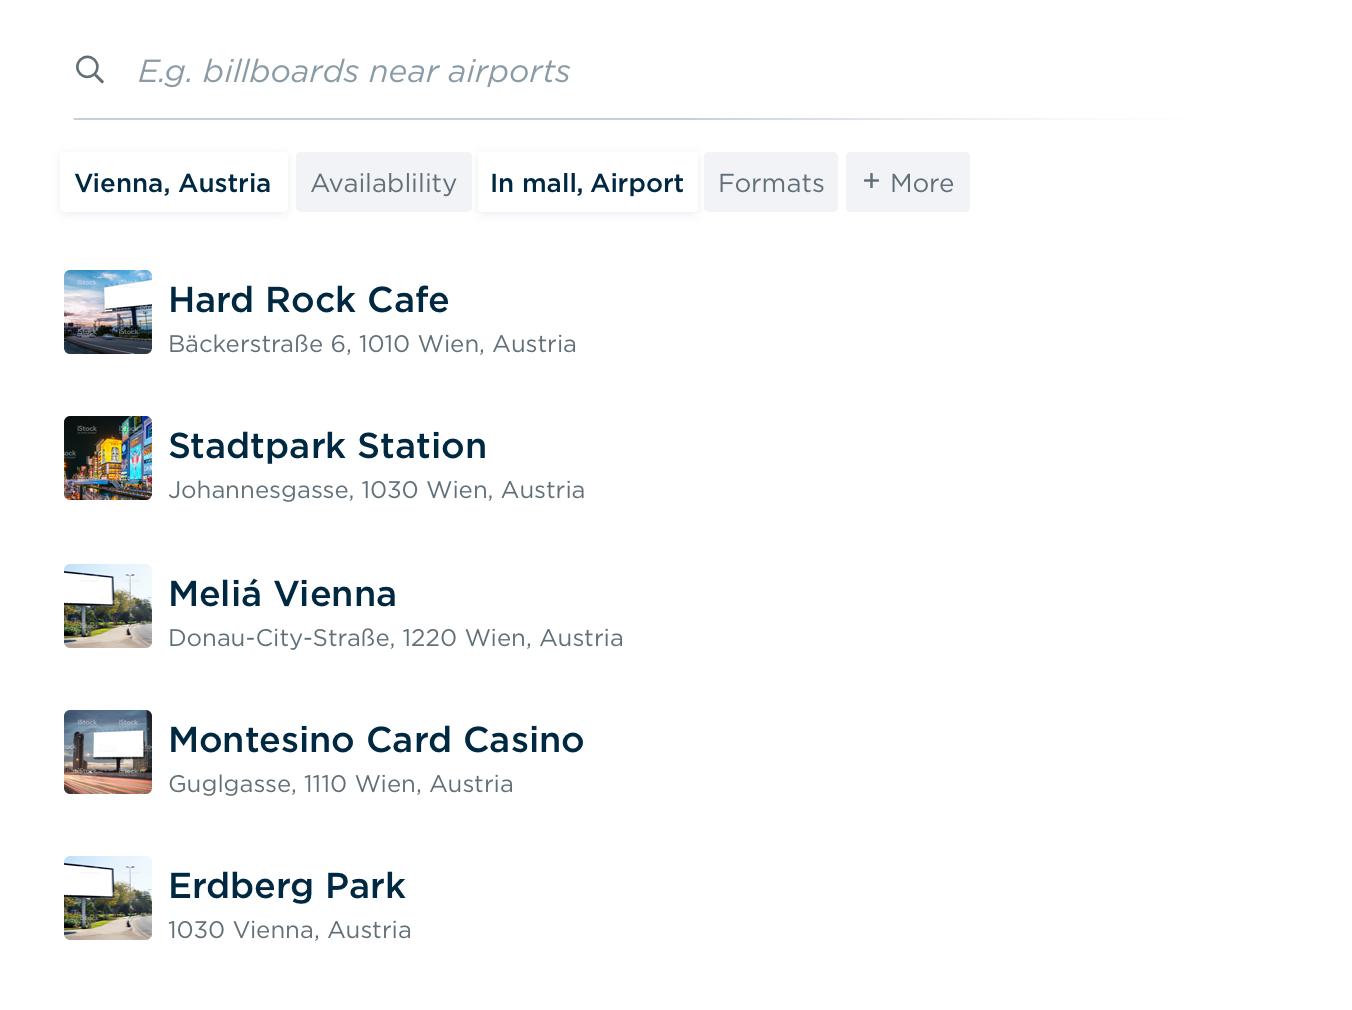 E.g. billboards near airports
Vienna, Austria
Availablility
In mall, Airport
Formats
+ More
Hard Rock Cafe
Bäckerstraße 6, 1010 Wien, Austria
Stadtpark Station
Johannesgasse, 1030 Wien, Austria
Meliá Vienna
Donau-City-Straße, 1220 Wien, Austria
Montesino Card Casino
Guglgasse, 1110 Wien, Austria
Erdberg Park
1030 Vienna, Austria